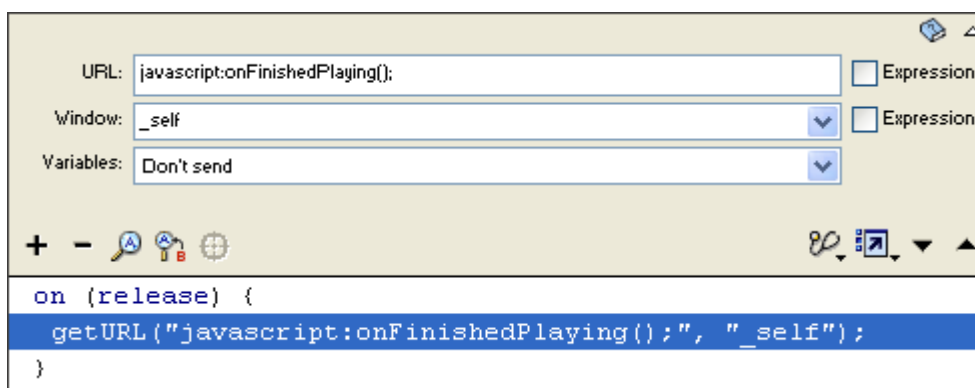 URL: javascript:onFinishedPlaying(); Expression
Window: _self Expression
Variables: Don't send
on (release) {
getURL("javascript:onFinishedPlaying();", "_self");
}